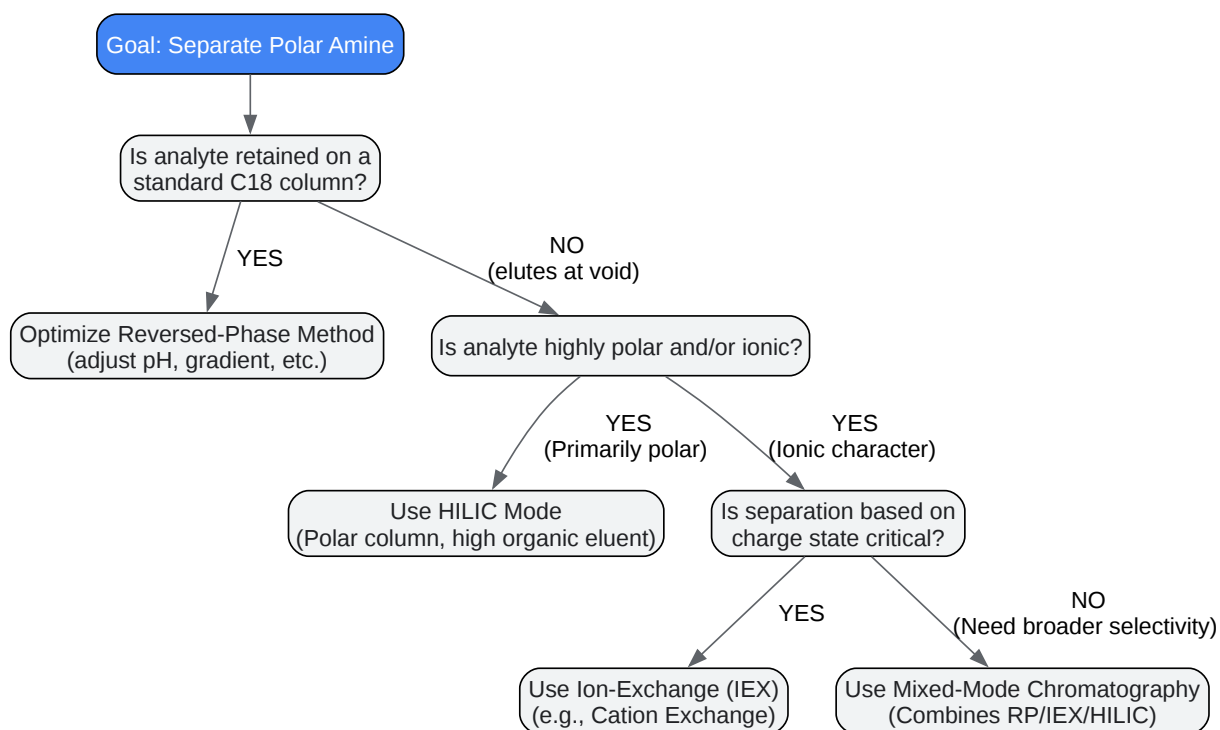 Goal: Separate Polar Amine
Is analyte retained on a
standard C18 column?
YES
NO
(elutes at void)
Optimize Reversed-Phase Method
(adjust pH, gradient, etc.)
Is analyte highly polar and/or ionic?
YES
(Primarily polar)
YES
(Ionic character)
Use HILIC Mode
(Polar column, high organic eluent)
Is separation based on
charge state critical?
YES
NO
(Need broader selectivity)
Use Ion-Exchange (IEX)
(e.g., Cation Exchange)
Use Mixed-Mode Chromatography
(Combines RP/IEX/HILIC)